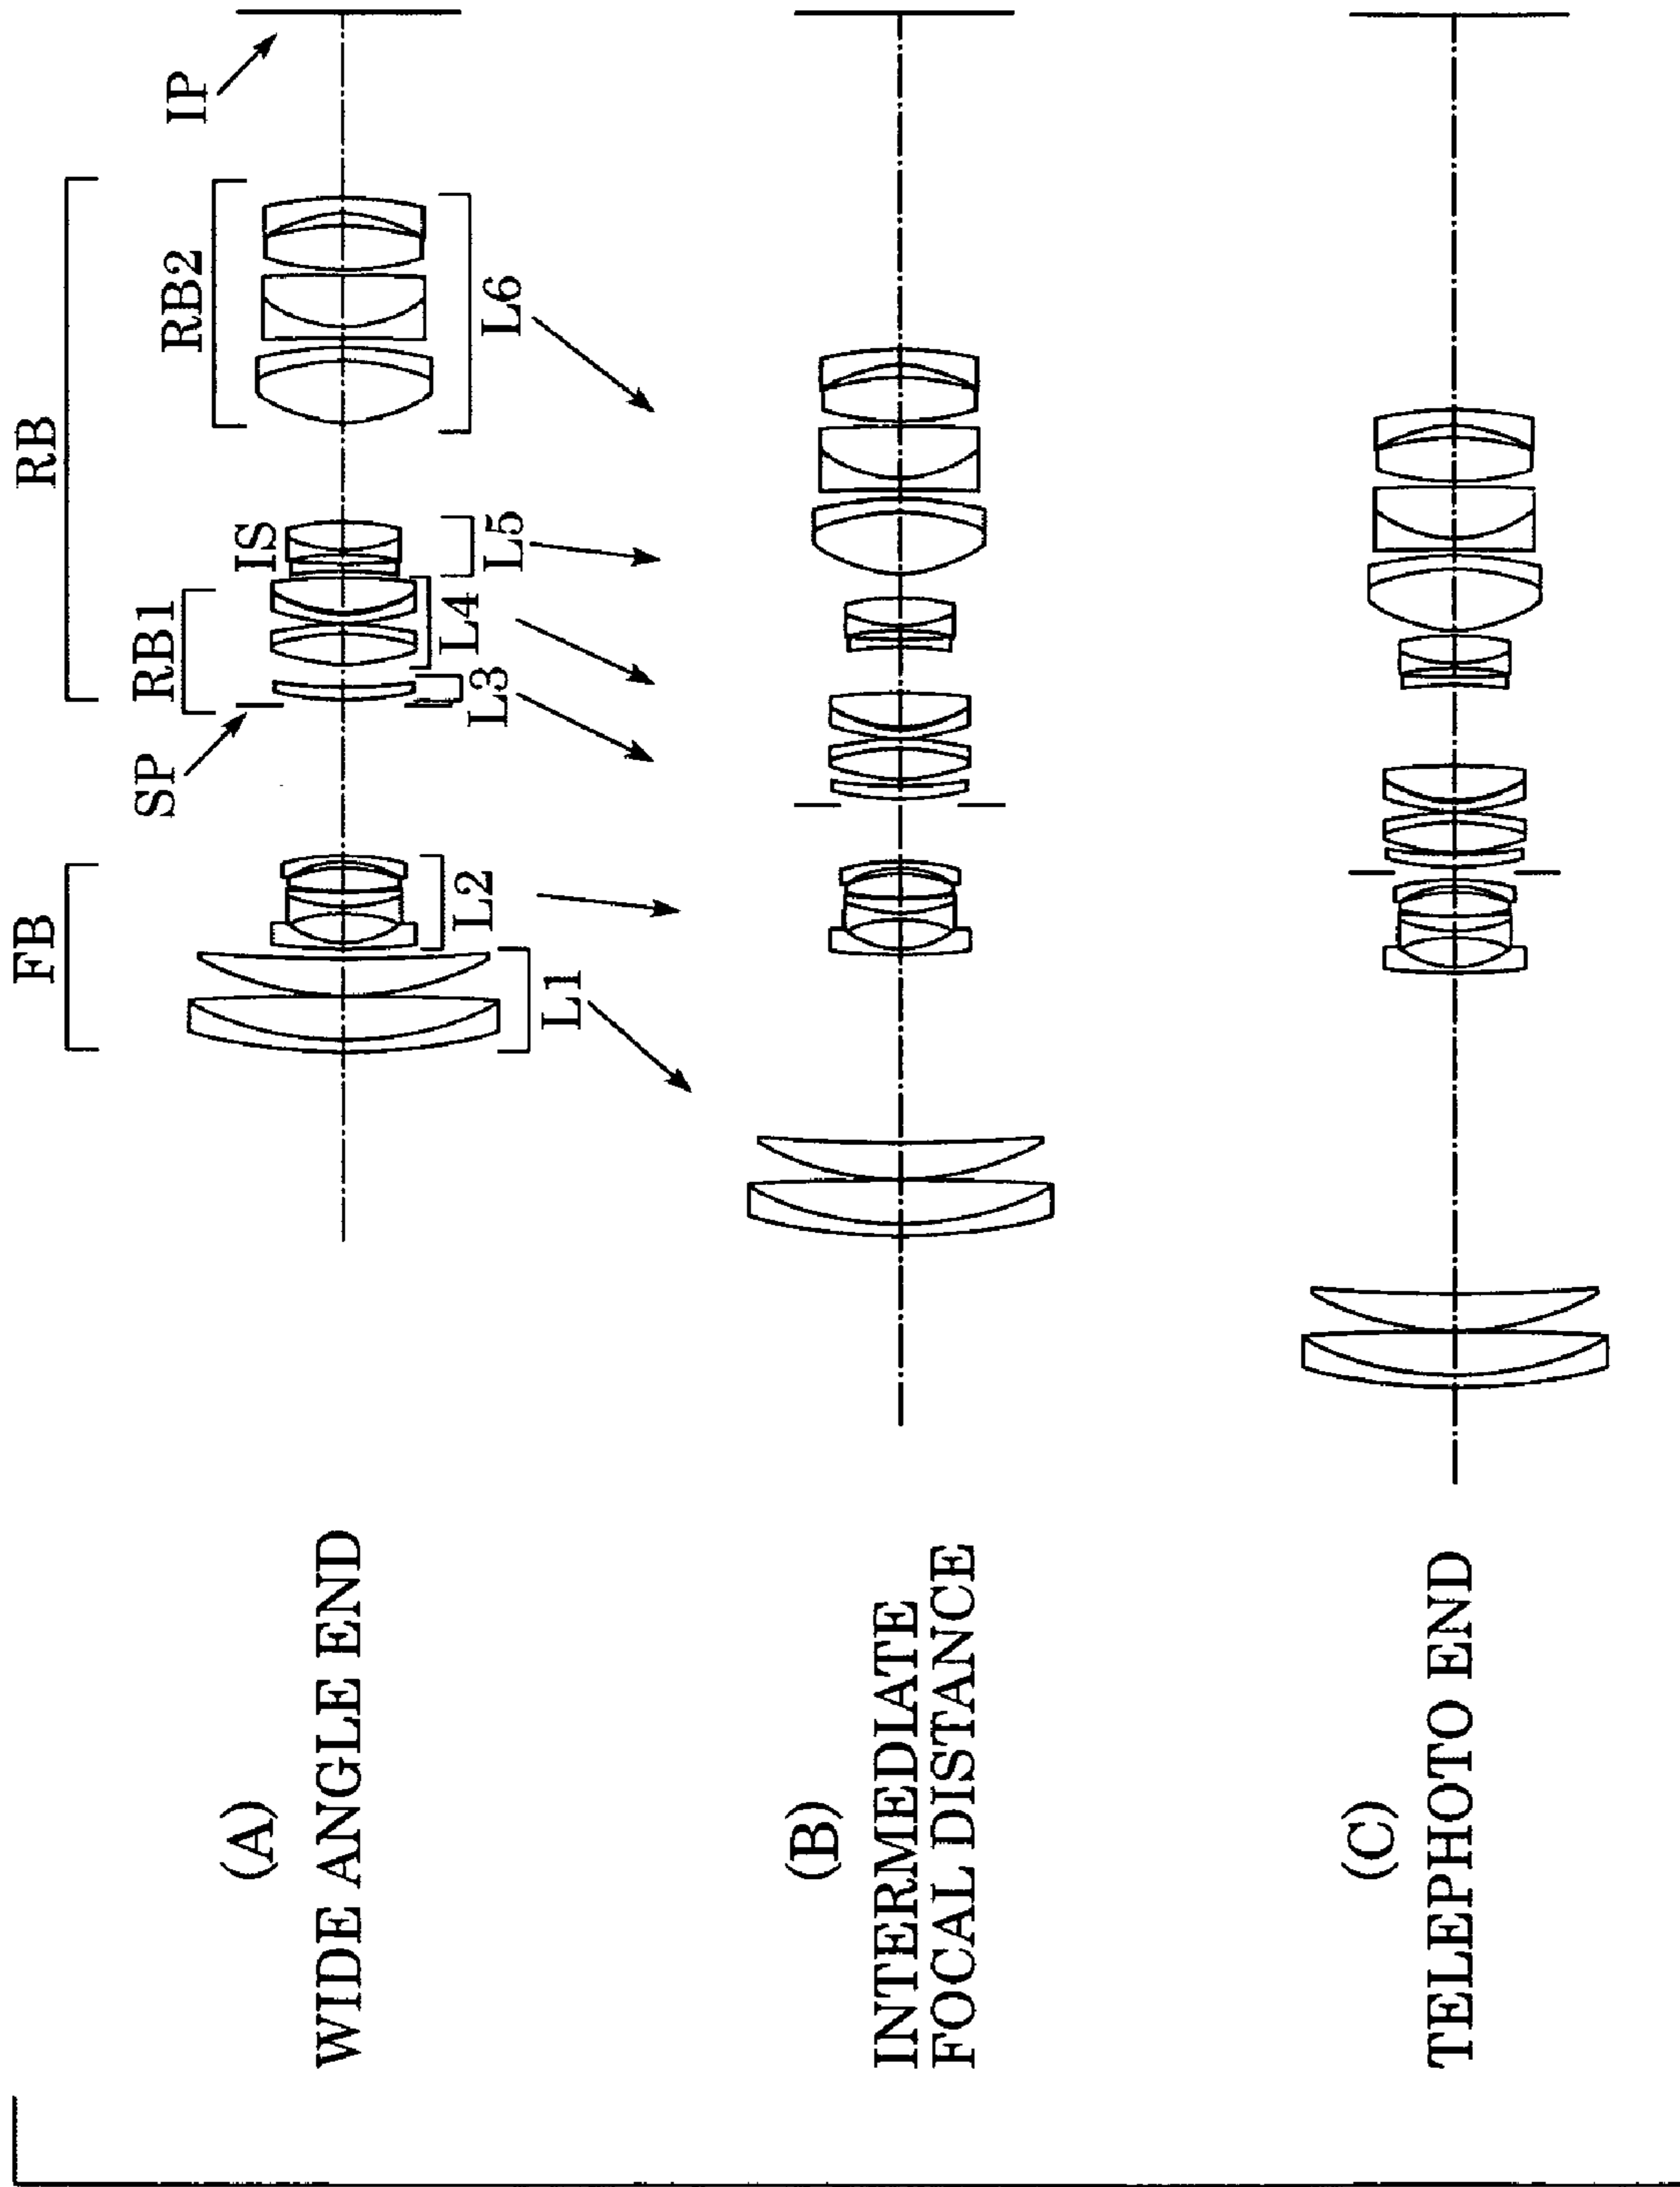 FB
RB
SP
RB1
RB2
IP
(A)
IS
WIDE ANGLE END
L1
L2
L3
L4
L5
L6
(B)
INTERMEDIATE
FOCAL DISTANCE
(C)
TELEPHOTO END